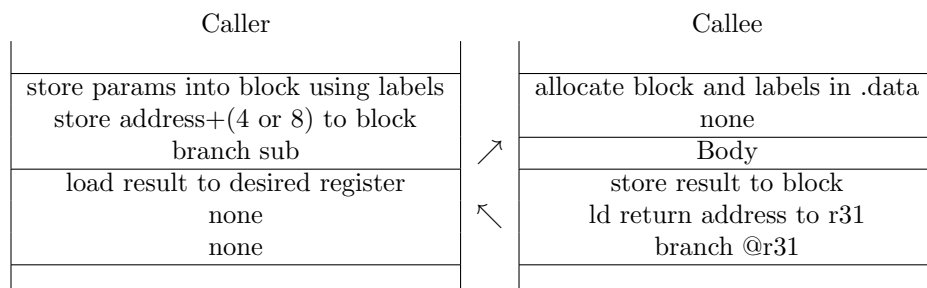 Caller Callee
store params into block using labels allocate block and labels in .data
store address+(4 or 8) to block none
branch sub Body
load result to desired register store result to block
none ld return address to r31
none branch @r31